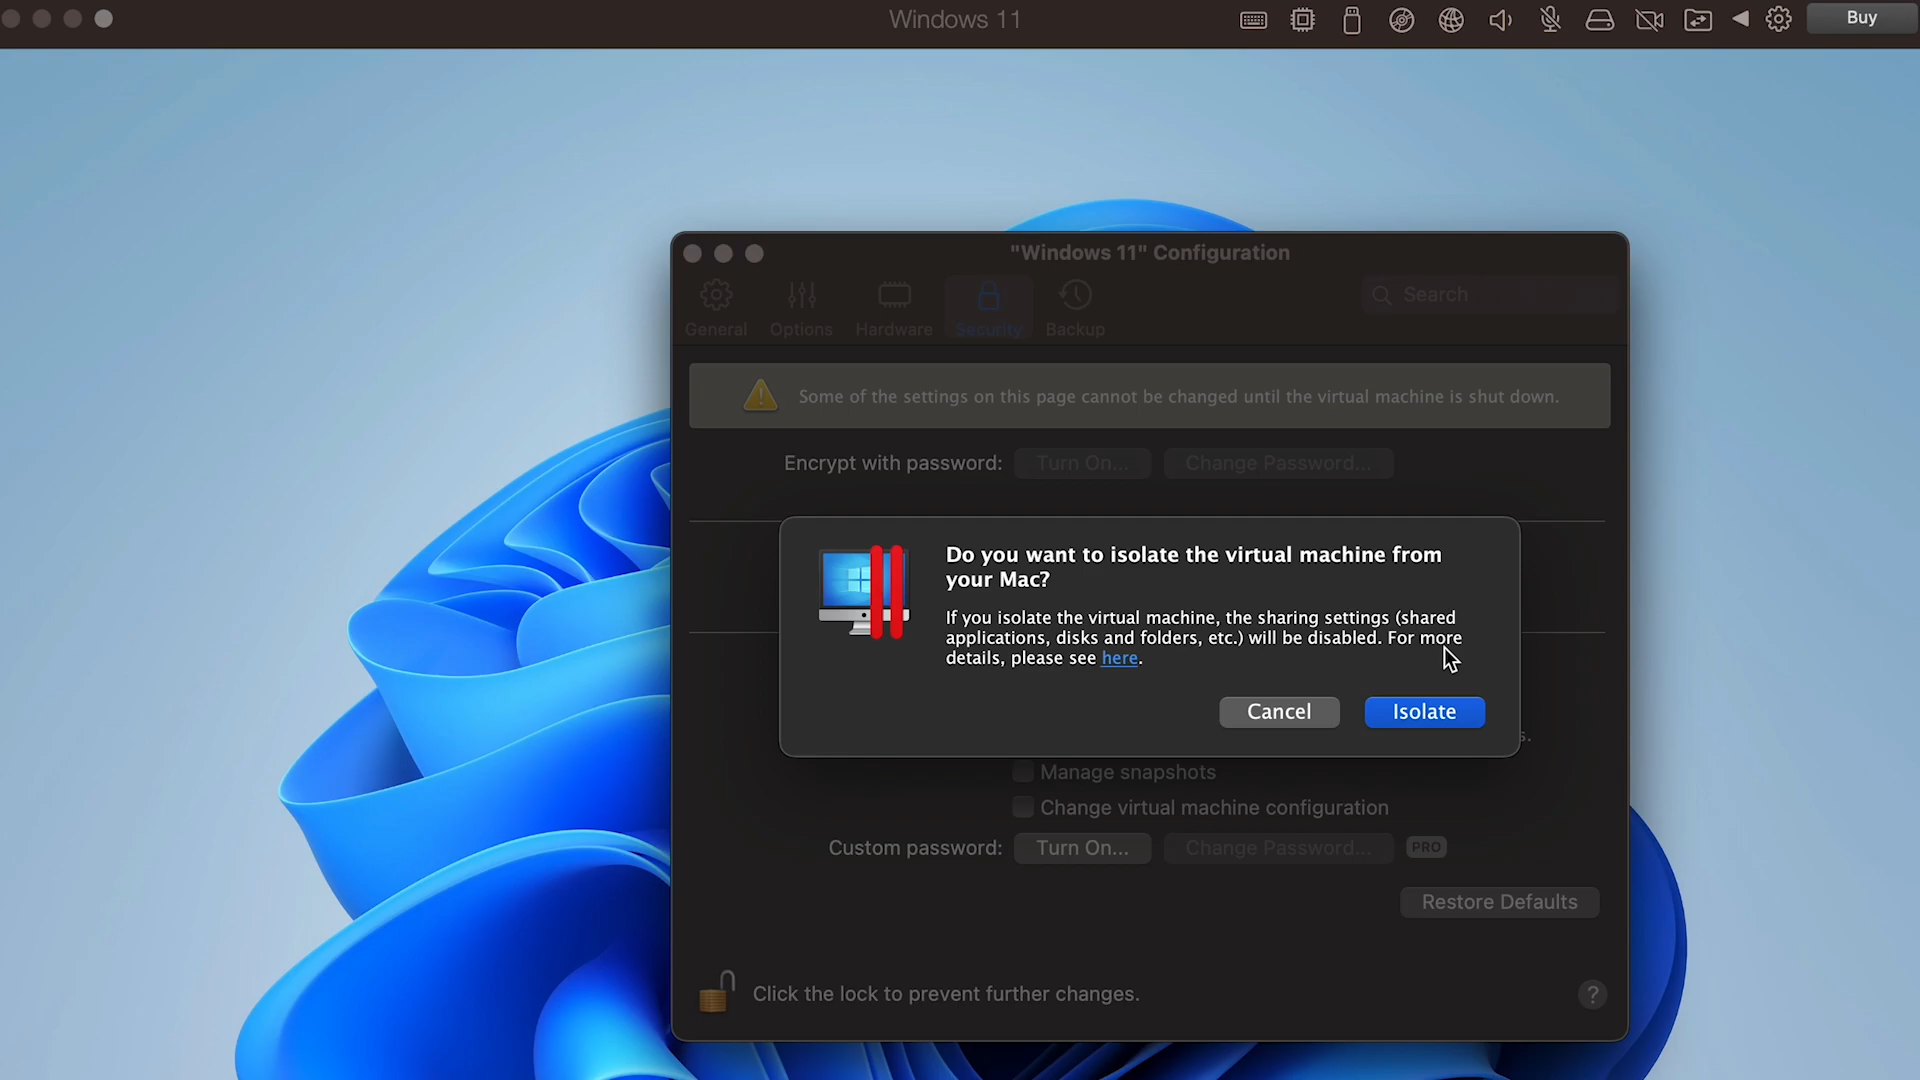 Windows 11
Buy
"Windows 11" Configuration
General
Options
Hardware
Security
Backup
Search
Some of the settings on this page cannot be changed until the virtual machine is shut down.
Encrypt with password:
Turn On...
Change Password...
Do you want to isolate the virtual machine from
your Mac?
If you isolate the virtual machine, the sharing settings (shared
applications, disks and folders, etc.) will be disabled. For more
details, please see here.
Cancel
Isolate
s.
Manage snapshots
Change virtual machine configuration
Custom password:
Turn On...
Change Password...
PRO
Restore Defaults
Click the lock to prevent further changes.
?